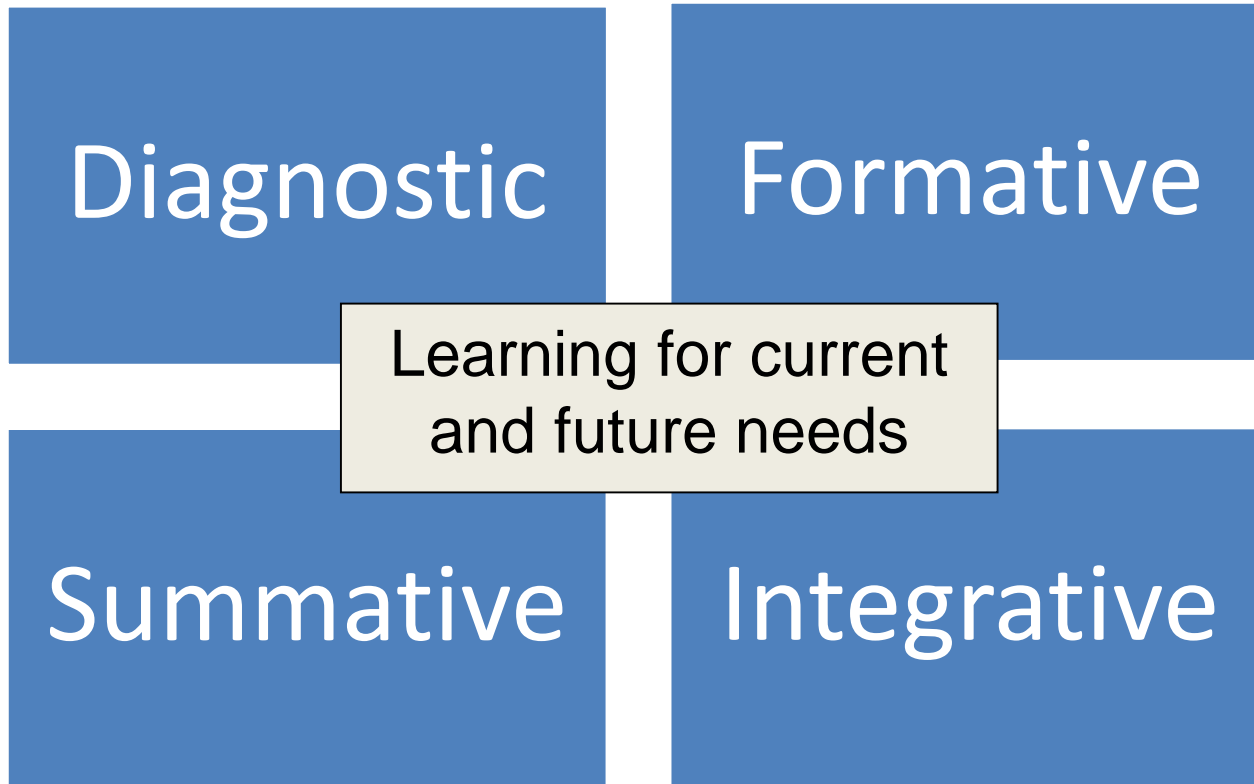 Diagnostic
Formative
Learning for current
and future needs
Summative
Integrative